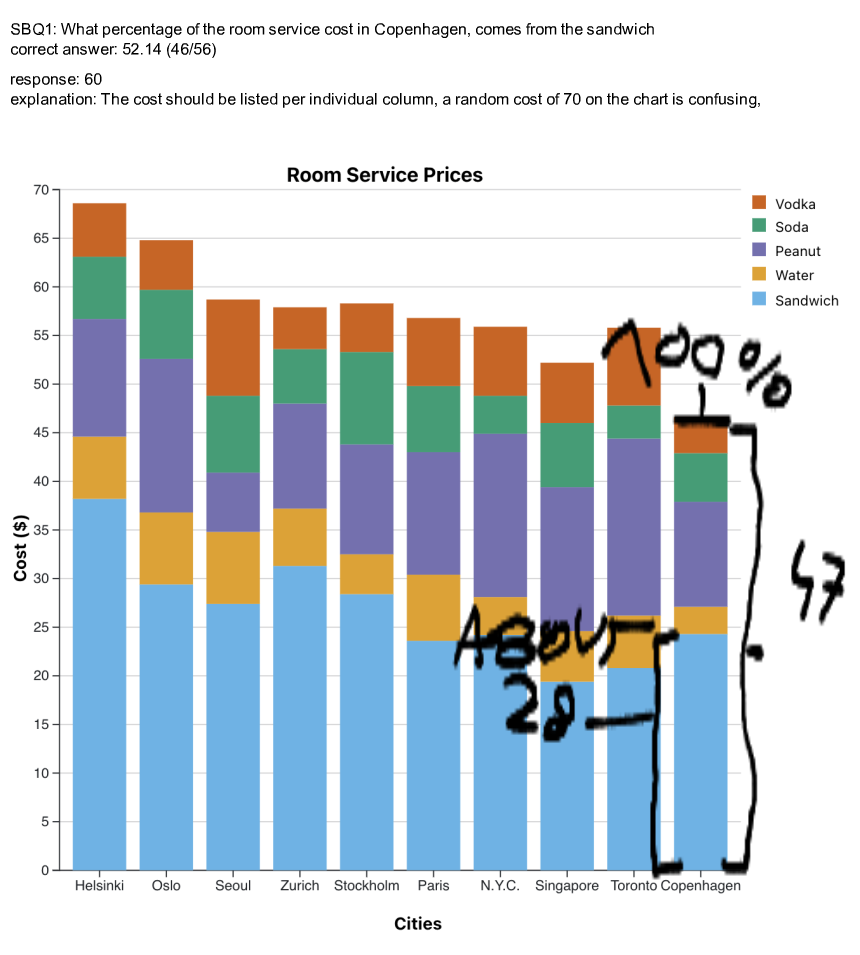 SBQ1: What percentage of the room service cost in Copenhagen, comes from the sandwich
correct answer: 52.14 (46/56)
response: 60
explanation: The cost should be listed per individual column, a random cost of 70 on the chart is confusing,
Room Service Prices
70
65
60
55
50
45
40
35
30
25
20
15
10
5
0
Cost ($)
Vodka
Soda
Peanut
Water
Sandwich
100%
47
ABOUT
28
Helsinki
Oslo
Seoul
Zurich
Stockholm
Paris
N.Y.C.
Singapore
Toronto
Copenhagen
Cities